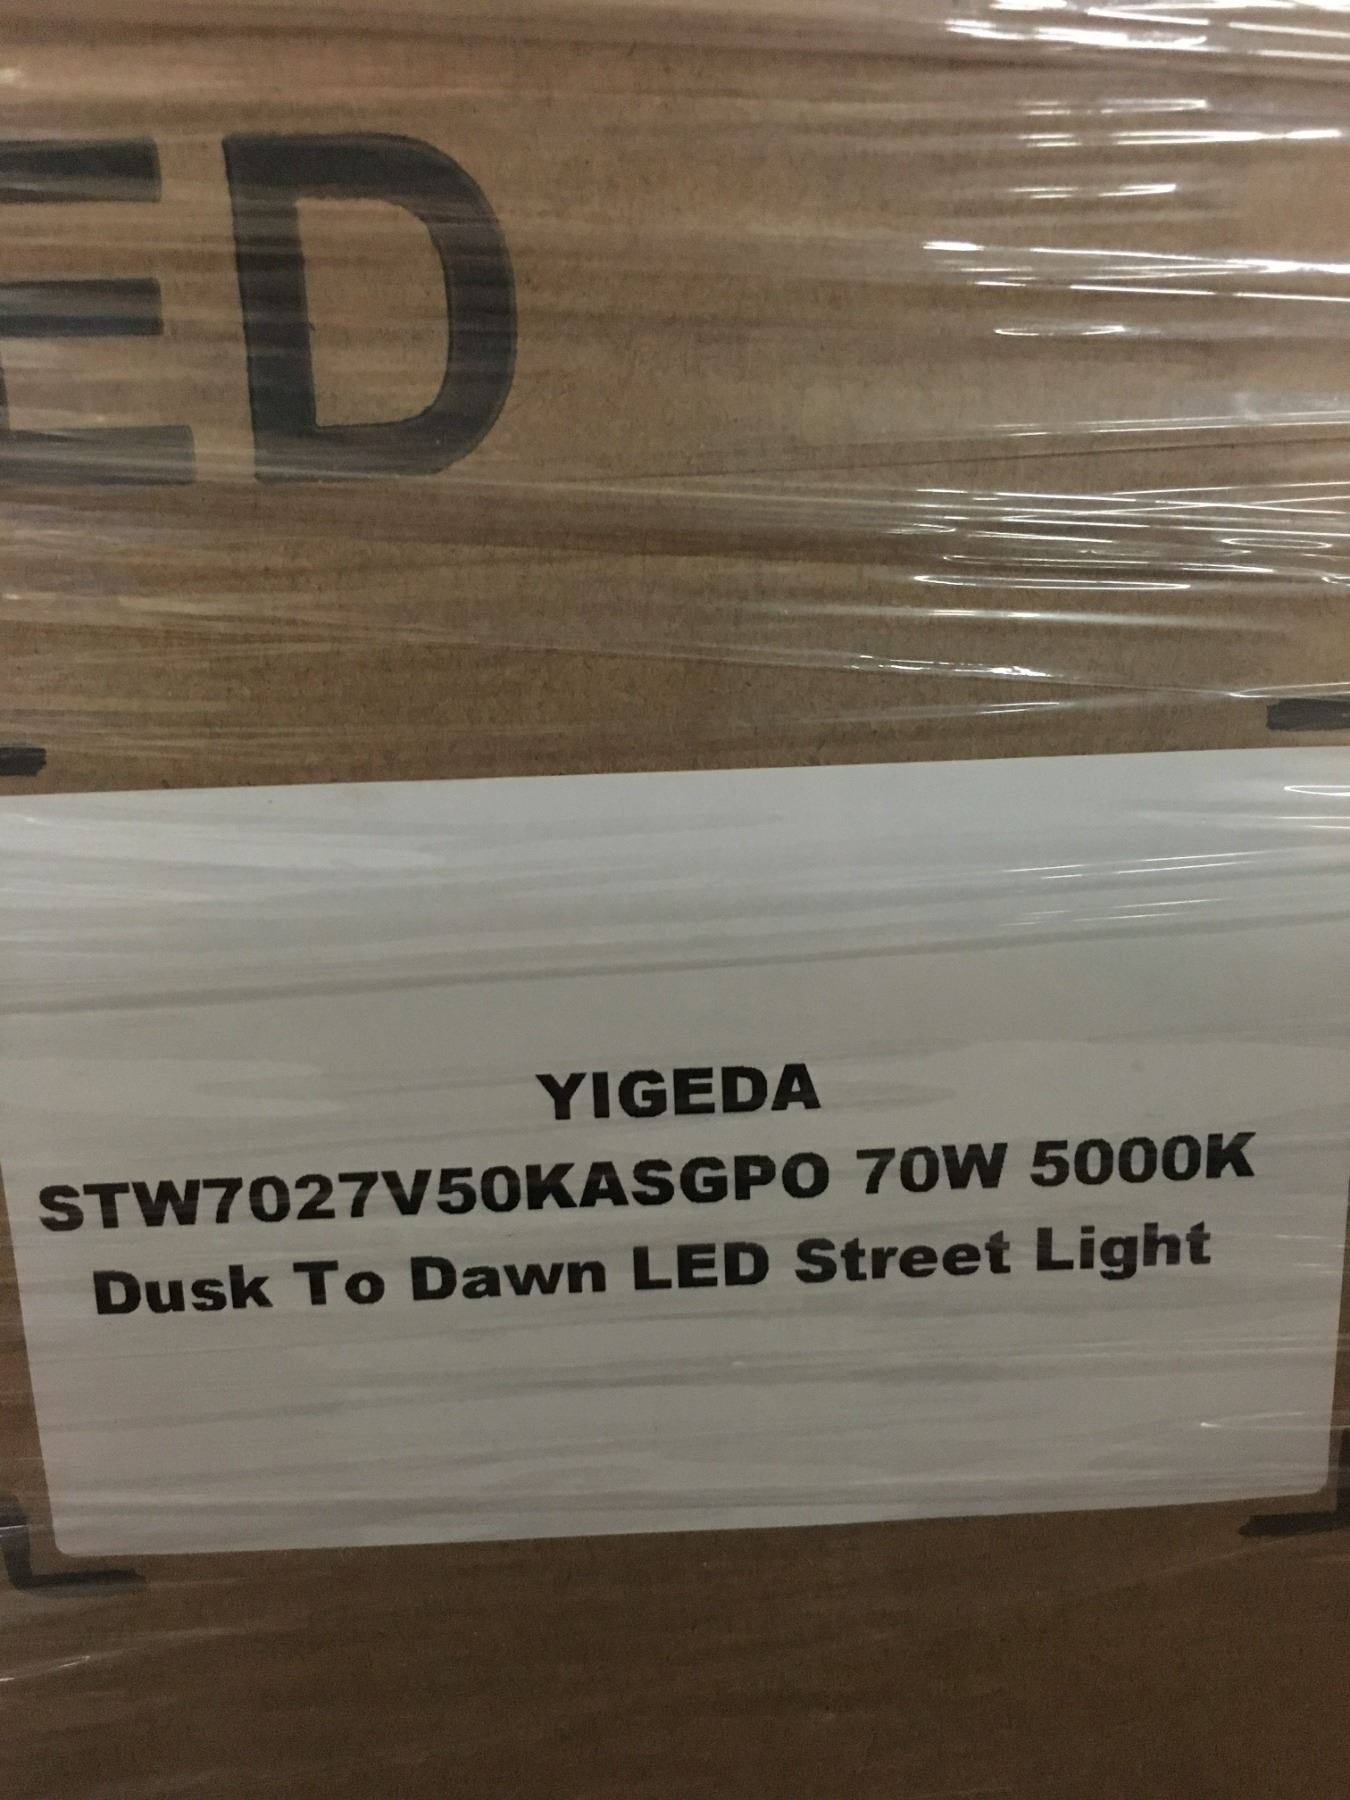 ED
YIGEDA
STW7027V50KASGPO 70W 5000K
Dusk To Dawn LED Street Light